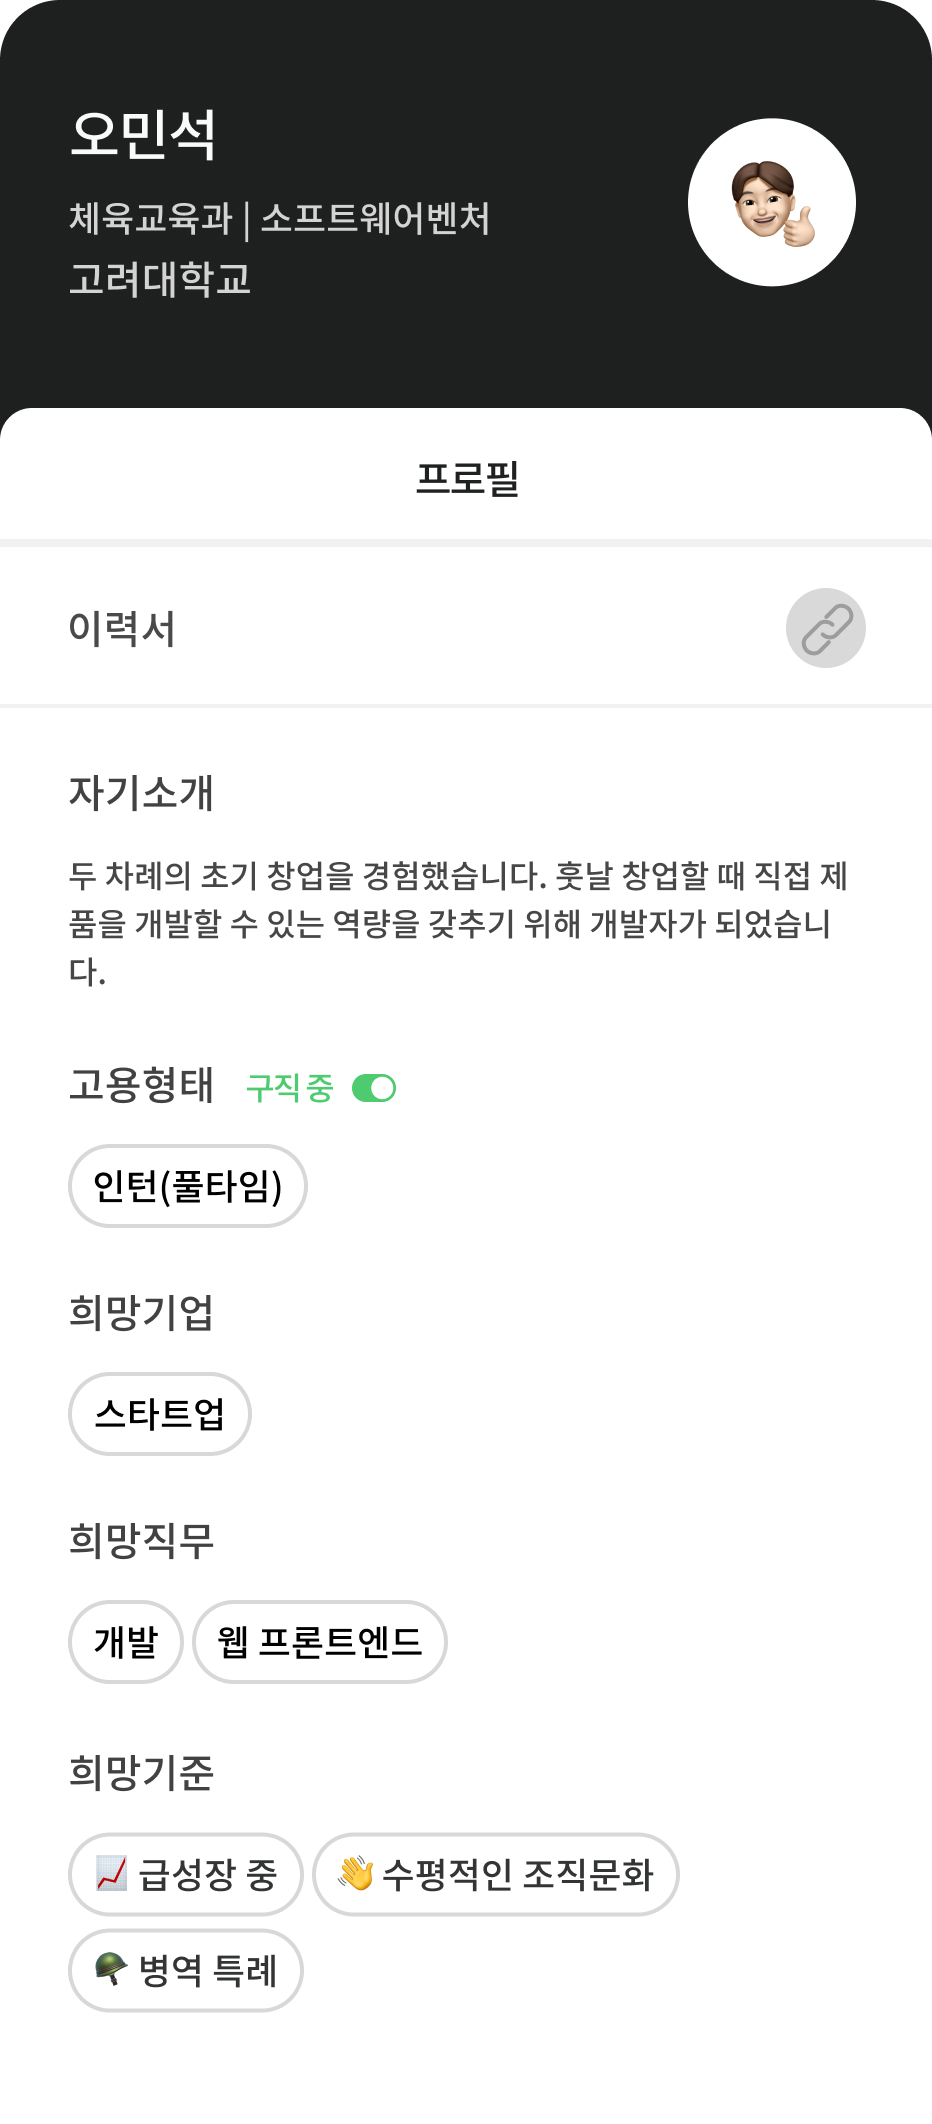 오민석
체육교육과 | 소프트웨어벤처
고려대학교
프로필
이력서
자기소개
두 차례의 초기 창업을 경험했습니다. 훗날 창업할 때 직접 제
품을 개발할 수 있는 역량을 갖추기 위해 개발자가 되었습니
다.
고용형태 구직 중
인턴(풀타임)
희망기업
스타트업
희망직무
개발 웹 프론트엔드
희망기준
📈 급성장 중 👋 수평적인 조직문화
병역 특례